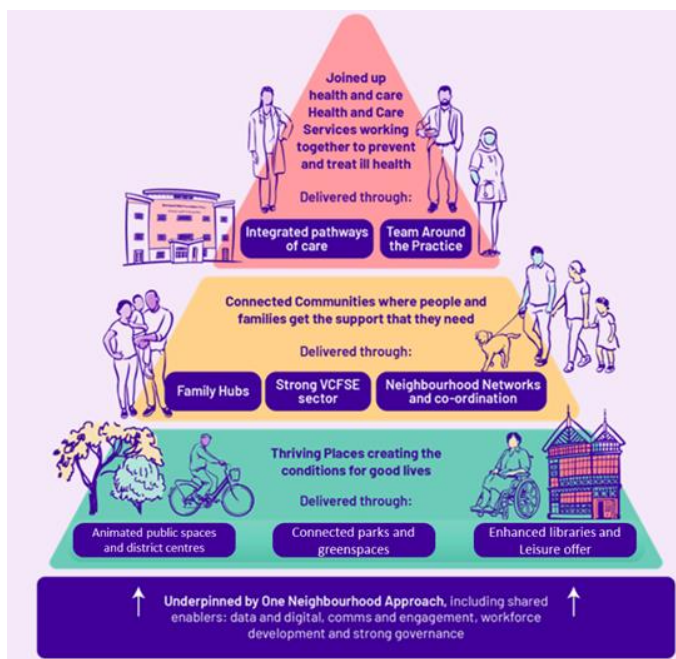 Joined up
health and care
Health and Care
Services working
together to prevent
and treat ill health
Delivered through:
Integrated pathways
of care
Team Around
the Practice
Connected Communities where people and
families get the support that they need
Delivered through:
Family Hubs
Strong VCFSE
sector
Neighbourhood Networks
and co-ordination
Thriving Places creating the
conditions for good lives
Delivered through:
Animated public spaces
and district centres
Connected parks and
greenspaces
Enhanced libraries and
Leisure offer
Underpinned by One Neighbourhood Approach, including shared
enablers: data and digital, comms and engagement, workforce
development and strong governance